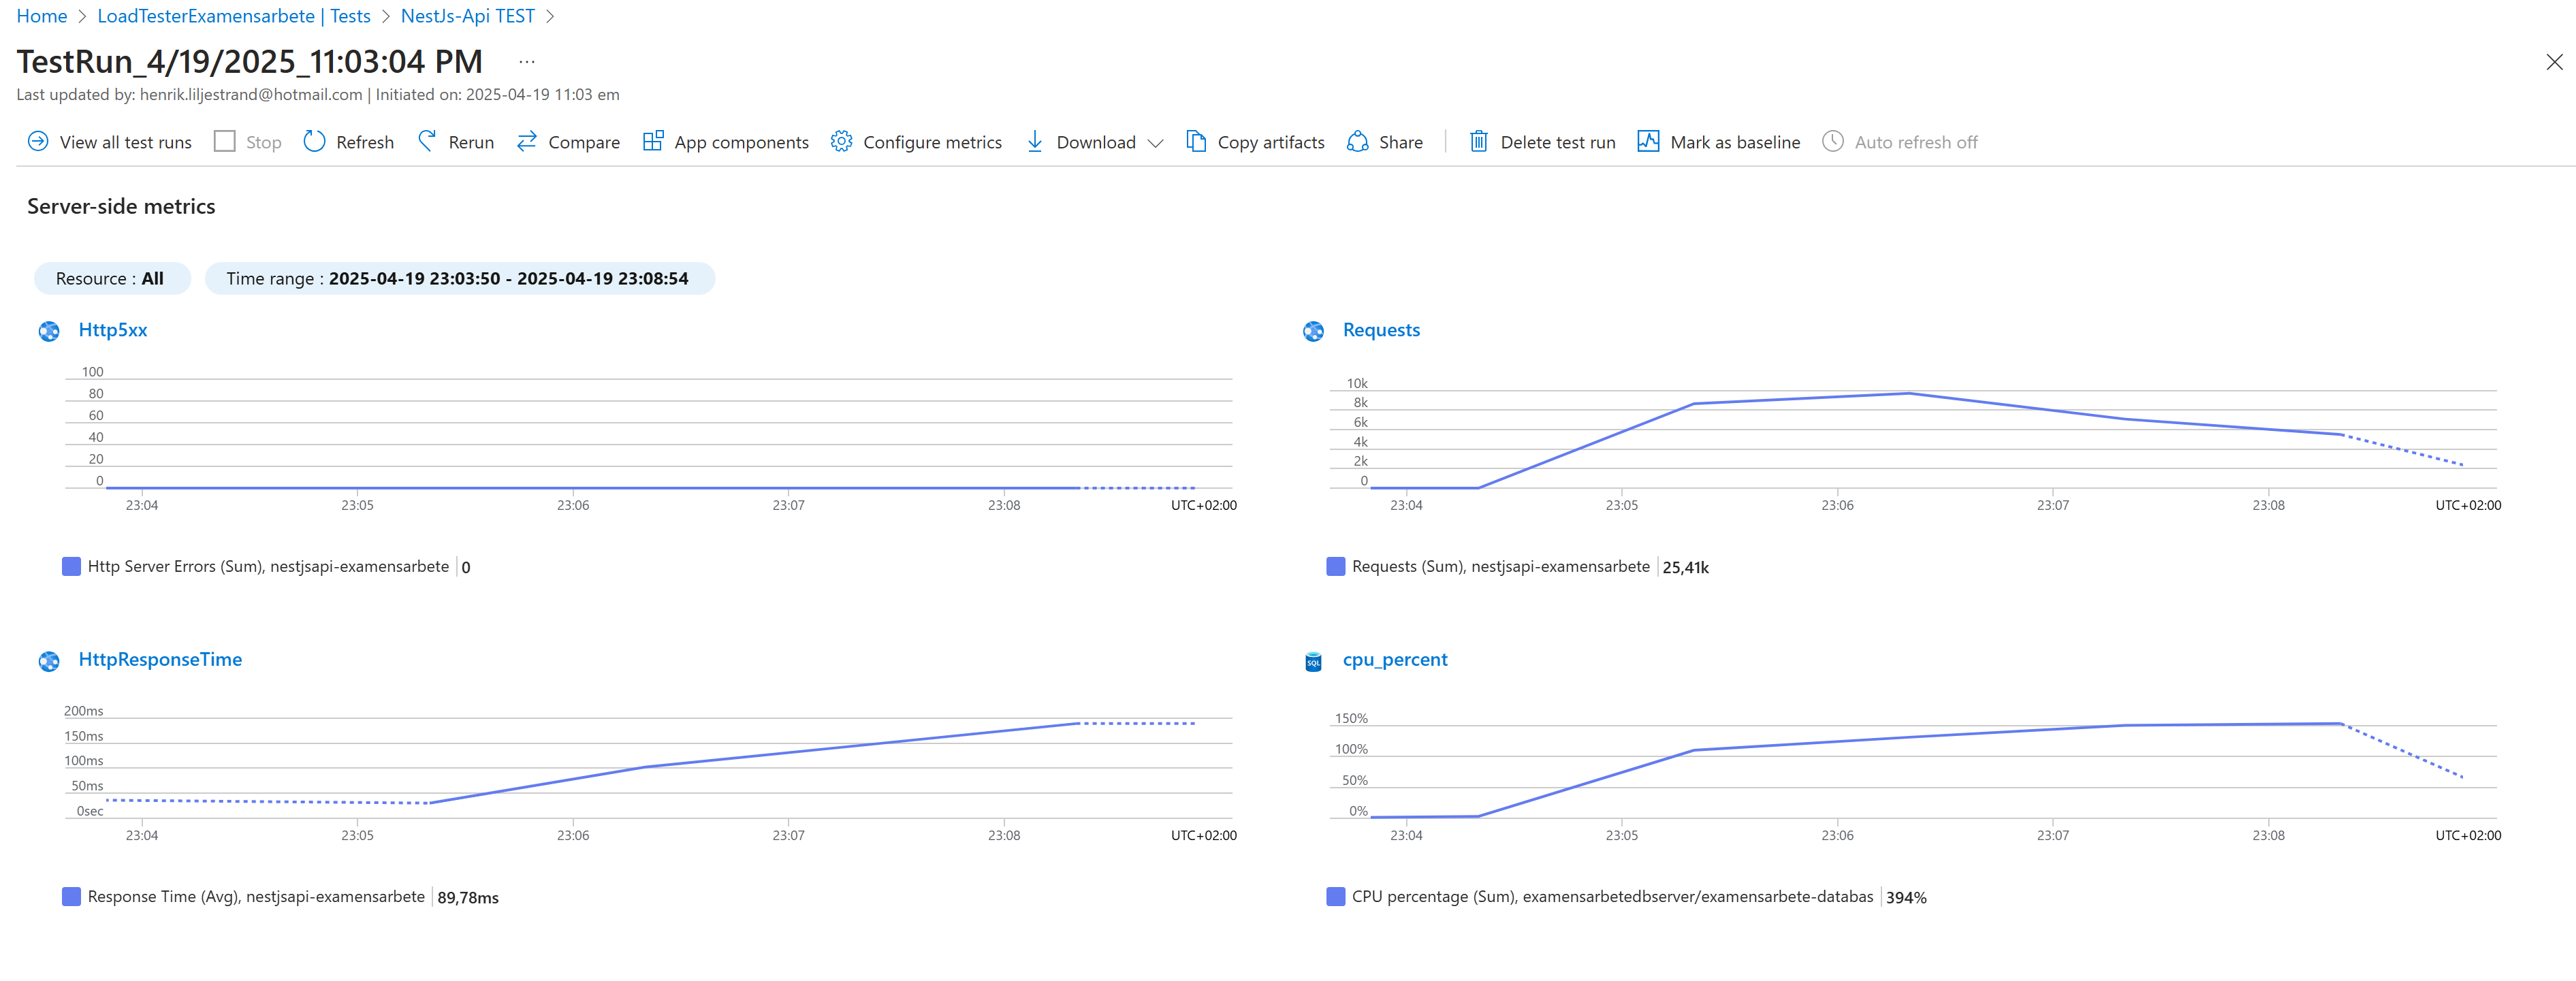 Home > LoadTesterExamensarbete | Tests > NestJs-Api TEST >
TestRun_4/19/2025_11:03:04 PM ...
Last updated by: henrik.liljestrand@hotmail.com | Initiated on: 2025-04-19 11:03 em
View all test runs Stop Refresh Rerun Compare App components Configure metrics Download Copy artifacts Share Delete test run Mark as baseline Auto refresh off
Server-side metrics
Resource : All Time range : 2025-04-19 23:03:50 - 2025-04-19 23:08:54
Http5xx
100
80
60
40
20
0
23:04 23:05 23:06 23:07 23:08 UTC+02:00
Http Server Errors (Sum), nestjsapi-examensarbete 0
Requests
10k
8k
6k
4k
2k
0
23:04 23:05 23:06 23:07 23:08 UTC+02:00
Requests (Sum), nestjsapi-examensarbete 25,41k
HttpResponseTime
200ms
150ms
100ms
50ms
0sec
23:04 23:05 23:06 23:07 23:08 UTC+02:00
Response Time (Avg), nestjsapi-examensarbete 89,78ms
SQL
cpu_percent
150%
100%
50%
0%
23:04 23:05 23:06 23:07 23:08 UTC+02:00
CPU percentage (Sum), examensarbetedbserver/examensarbete-databas 394%